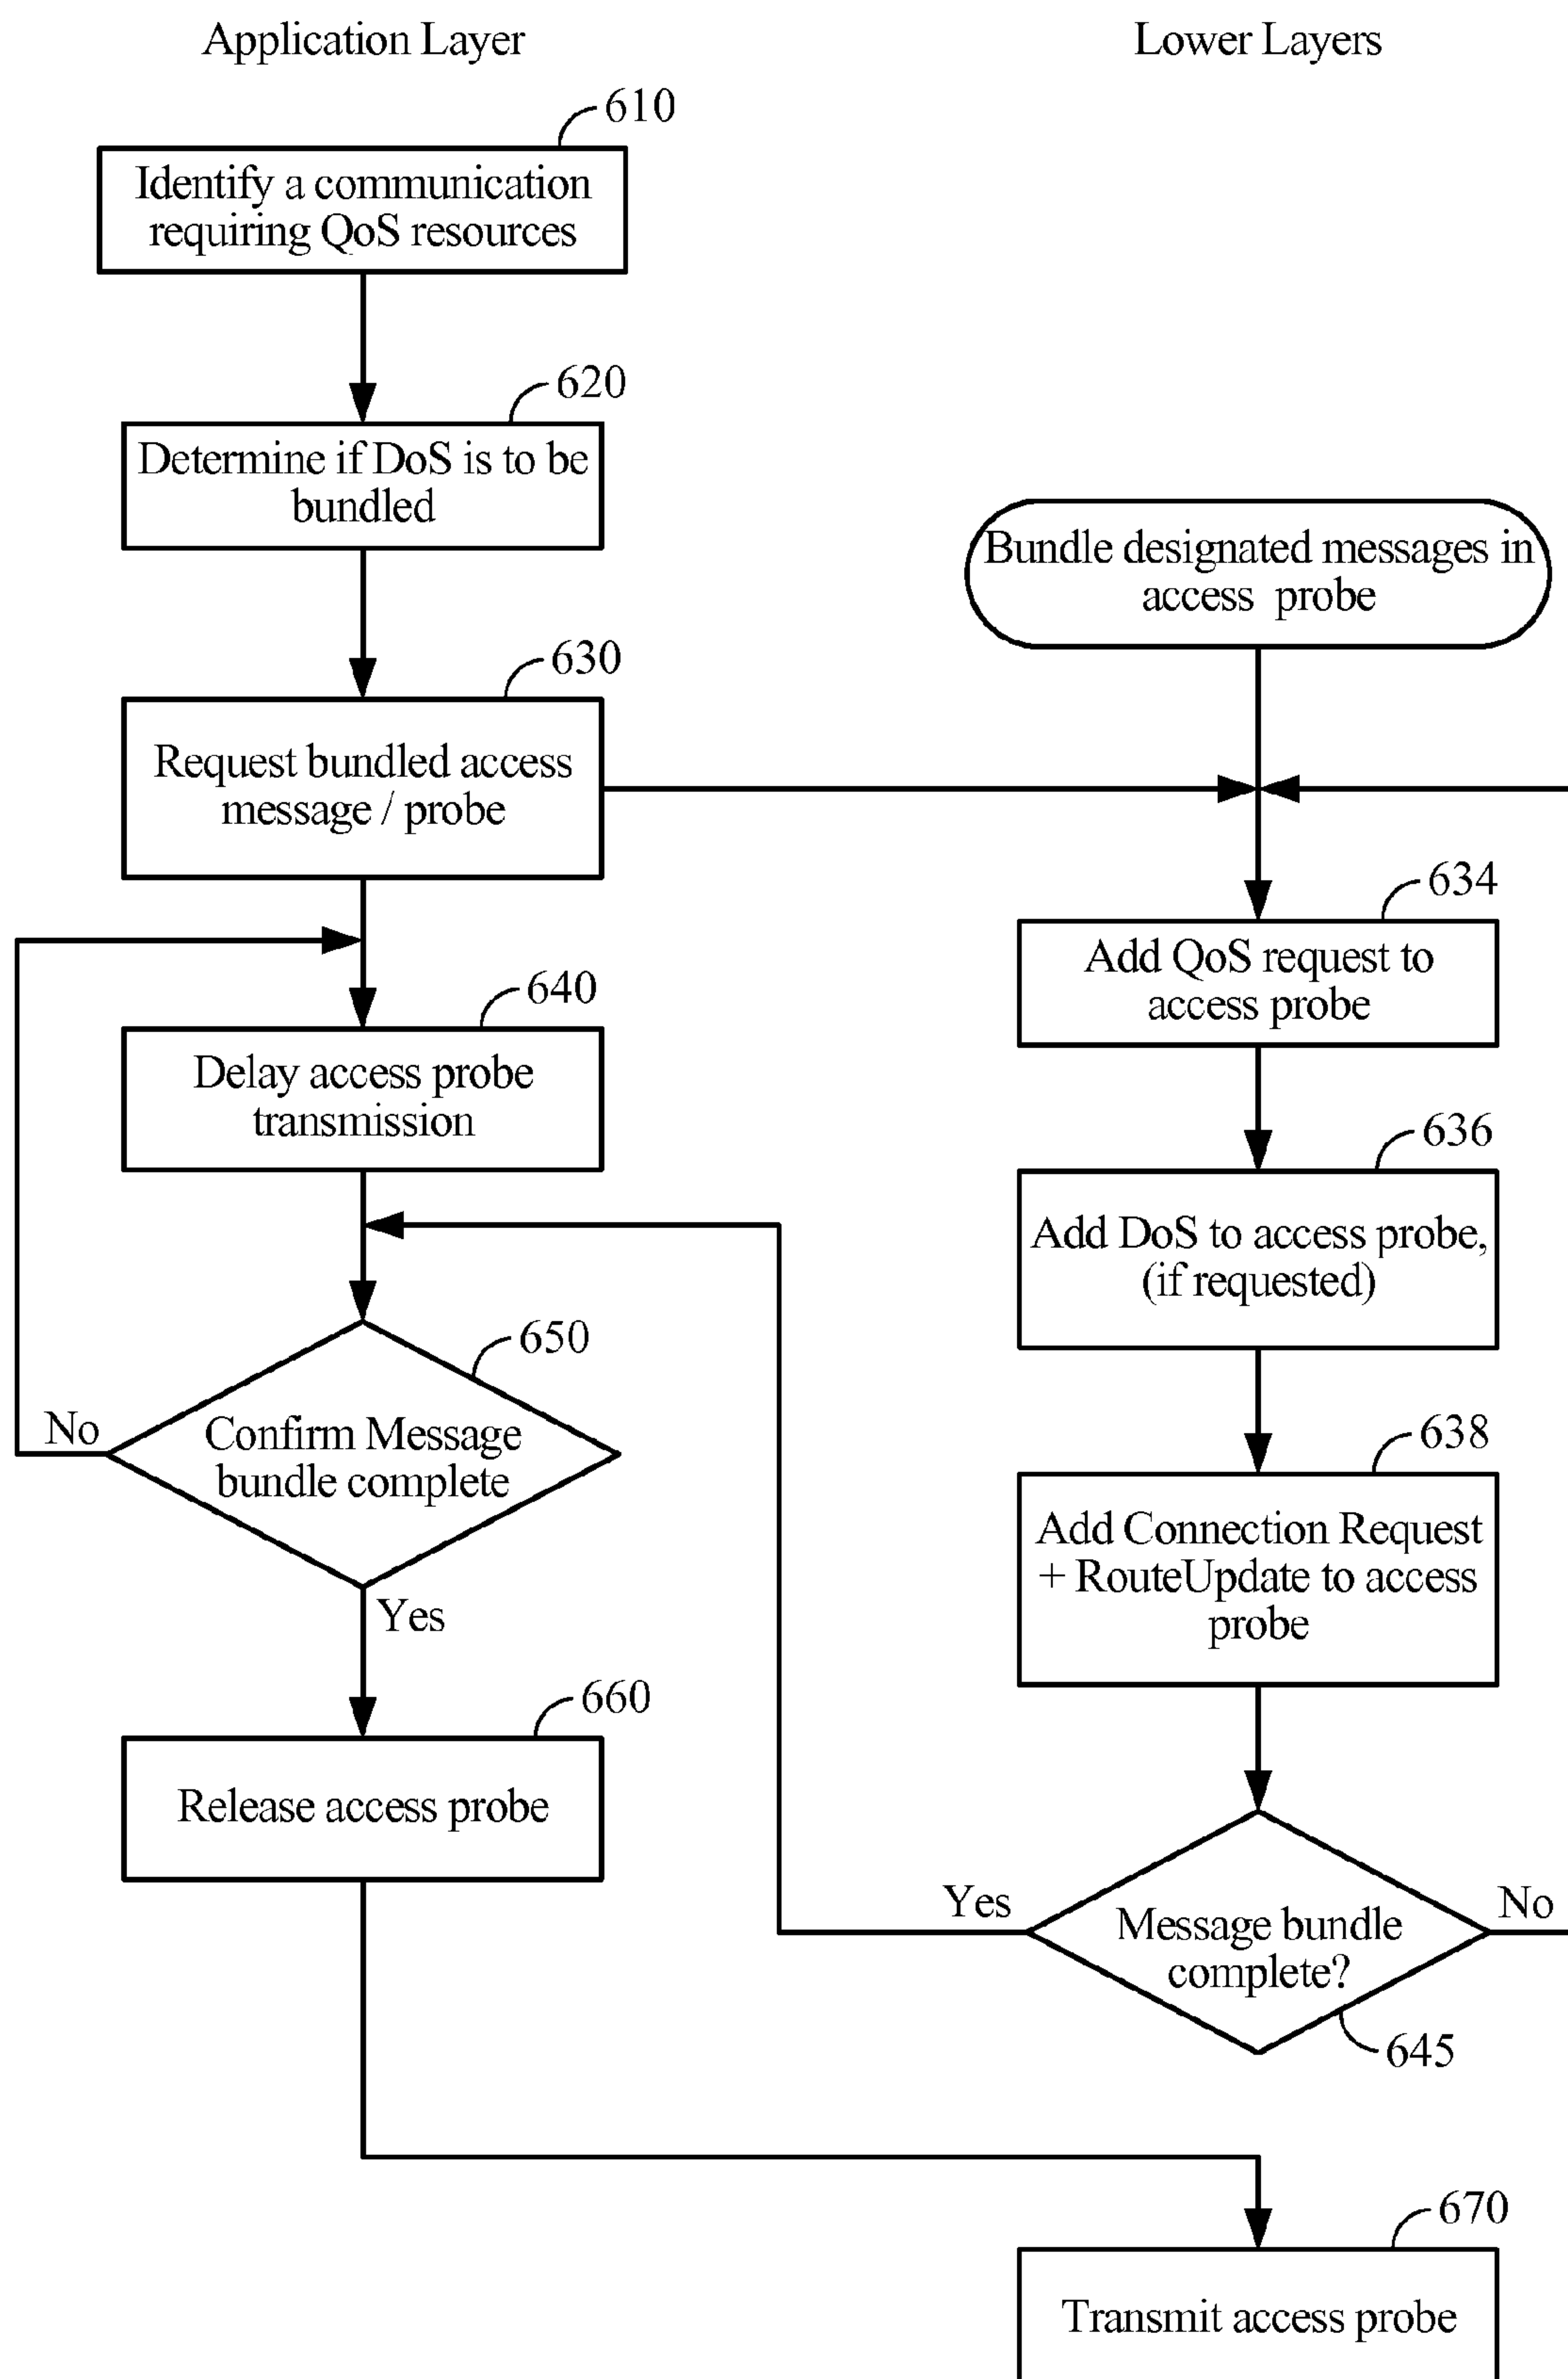 Application Layer
Lower Layers
610
Identify a communication
requiring QoS resources
620
Determine if DoS is to be
bundled
Bundle designated messages in
access probe
630
Request bundled access
message / probe
634
Add QoS request to
access probe
640
Delay access probe
transmission
636
Add DoS to access probe,
(if requested)
650
Confirm Message
bundle complete
No
Yes
638
Add Connection Request
+ RouteUpdate to access
probe
660
Release access probe
Message bundle
complete?
Yes
No
645
670
Transmit access probe